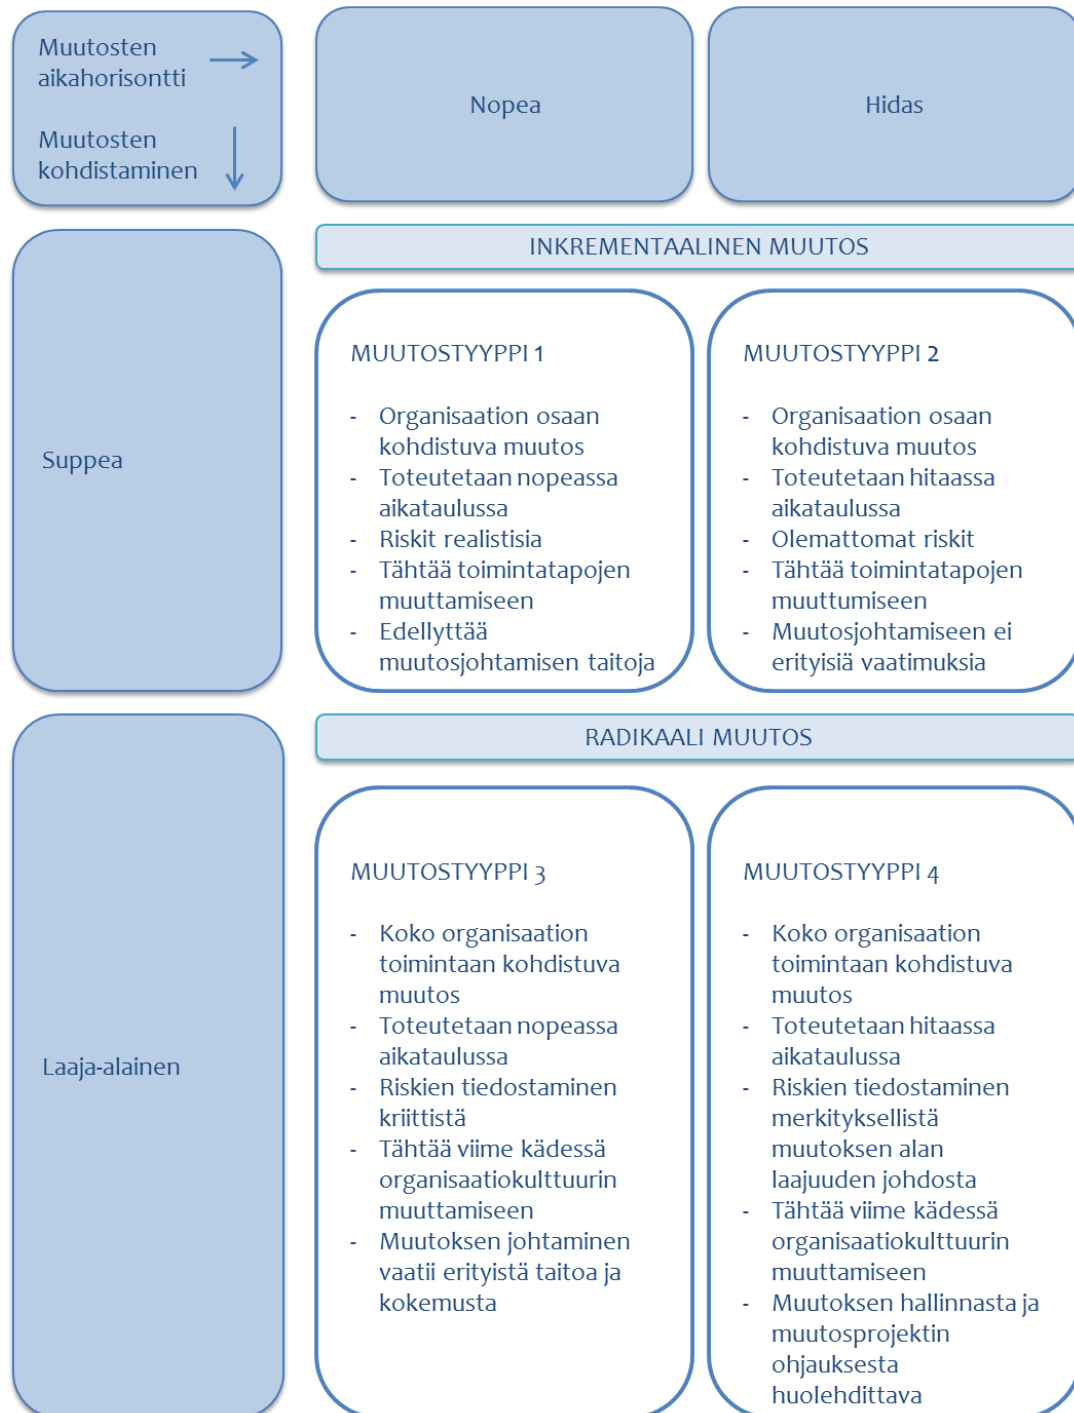 Muutosten
aikahorisontti
Muutosten
kohdistaminen
Nopea
Hidas
INKREMENTAALINEN MUUTOS
Suppea
MUUTOSTYYPPI 1
- Organisaation osaan
kohdistuva muutos
- Toteutetaan nopeassa
aikataulussa
- Riskit realistisia
- Tähtää toimintatapojen
muuttamiseen
- Edellyttää
muutosjohtamisen taitoja
MUUTOSTYYPPI 2
- Organisaation osaan
kohdistuva muutos
- Toteutetaan hitaassa
aikataulussa
- Olemattomat riskit
- Tähtää toimintatapojen
muuttumiseen
- Muutosjohtamiseen ei
erityisiä vaatimuksia
RADIKAALI MUUTOS
Laaja-alainen
MUUTOSTYYPPI 3
- Koko organisaation
toimintaan kohdistuva
muutos
- Toteutetaan nopeassa
aikataulussa
- Riskien tiedostaminen
kriittistä
- Tähtää viime kädessä
organisaatiokulttuurin
muuttamiseen
- Muutoksen johtaminen
vaatii erityistä taitoa ja
kokemusta
MUUTOSTYYPPI 4
- Koko organisaation
toimintaan kohdistuva
muutos
- Toteutetaan hitaassa
aikataulussa
- Riskien tiedostaminen
merkityksellistä
muutoksen alan
laajuuden johdosta
- Tähtää viime kädessä
organisaatiokulttuurin
muuttamiseen
- Muutoksen hallinnasta ja
muutosprojektin
ohjauksesta
huolehdittava